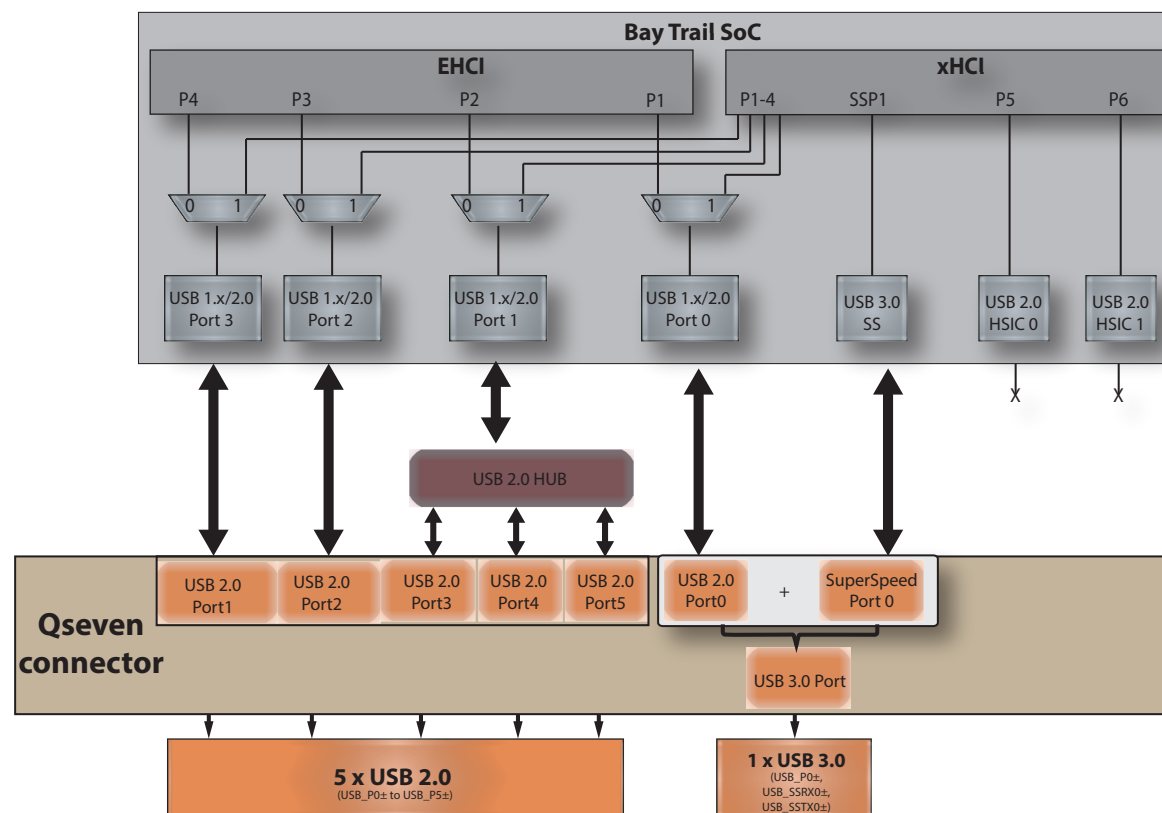 Bay Trail SoC
EHCI
xHCl
P4
P3
P2
P1
P1-4
SSP1
P5
P6
0 1
0 1
0 1
0 1
USB 1.x/2.0
Port 3
USB 1.x/2.0
Port 2
USB 1.x/2.0
Port 1
USB 1.x/2.0
Port 0
USB 3.0
SS
USB 2.0
HSIC 0
USB 2.0
HSIC 1
X
X
USB 2.0 HUB
Qseven
connector
USB 2.0
Port1
USB 2.0
Port2
USB 2.0
Port3
USB 2.0
Port4
USB 2.0
Port5
USB 2.0
Port0
+
SuperSpeed
Port 0
USB 3.0 Port
5 x USB 2.0
(USB_P0± to USB_P5±)
1 x USB 3.0
(USB_P0±,
USB_SSRX0±,
USB_SSTX0±)